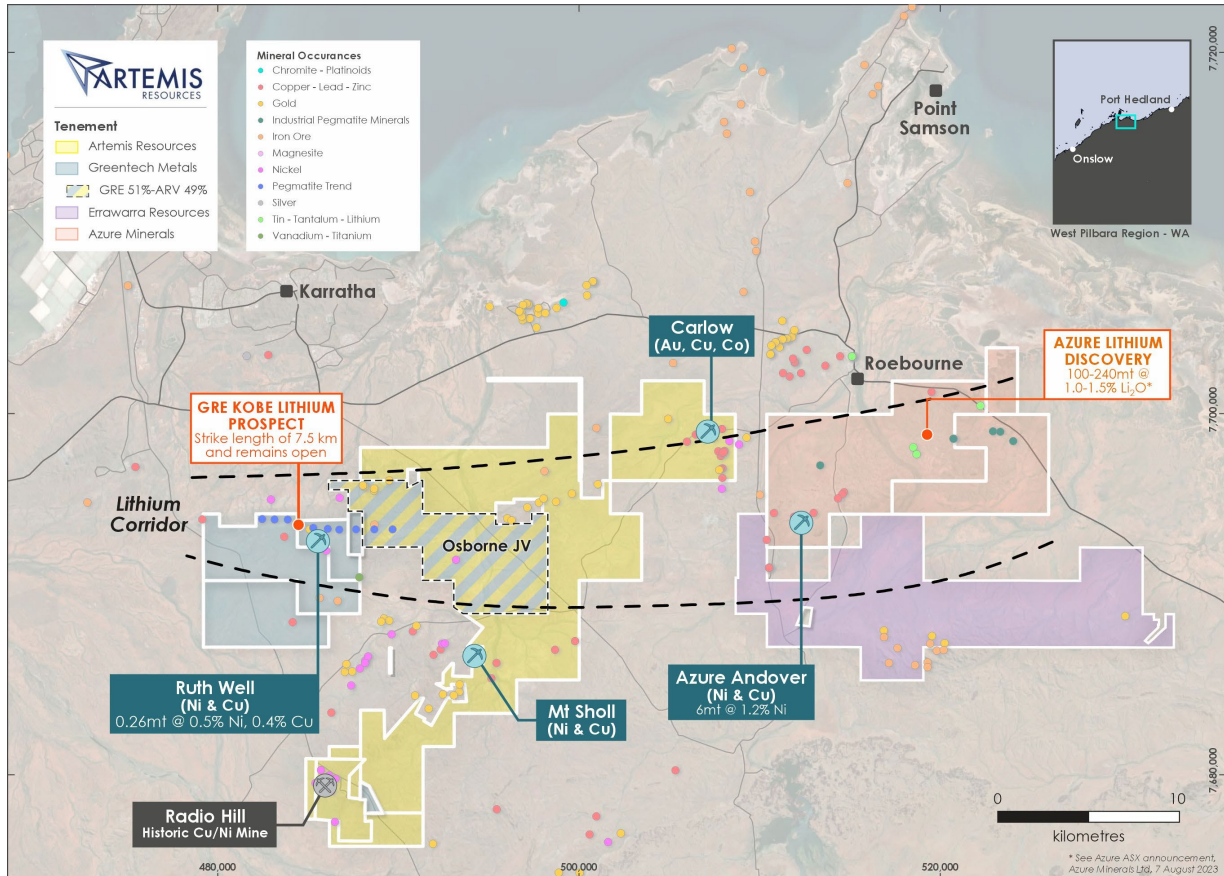 ARTEMIS
RESOURCES
Tenement
Artemis Resources
Greentech Metals
GRE 51%-ARV 49%
Errawarra Resources
Azure Minerals
Mineral Occurances
Chromite - Platinoids
Copper - Lead - Zinc
Gold
Industrial Pegmatite Minerals
Iron Ore
Magnesite
Nickel
Pegmatite Trend
Silver
Tin - Tantalum - Lithium
Vanadium - Titanium
Point
Samson
Port Hedland
Onslow
West Pilbara Region - WA
7,720,000
Karratha
Carlow
(Au, Cu, Co)
Roebourne
AZURE LITHIUM
DISCOVERY
100-240mt @
1.0-1.5% Li₂O*
GRE KOBE LITHIUM
PROSPECT
Strike length of 7.5 km
and remains open
7,700,000
Lithium
Corridor
Osborne JV
Ruth Well
(Ni & Cu)
0.26mt @ 0.5% Ni, 0.4% Cu
Mt Sholl
(Ni & Cu)
Azure Andover
(Ni & Cu)
6mt @ 1.2% Ni
7,680,000
Radio Hill
Historic Cu/Ni Mine
0 10
kilometres
* See Azure ASX announcement,
Azure Minerals Ltd, 7 August 2023
480,000 500,000 520,000